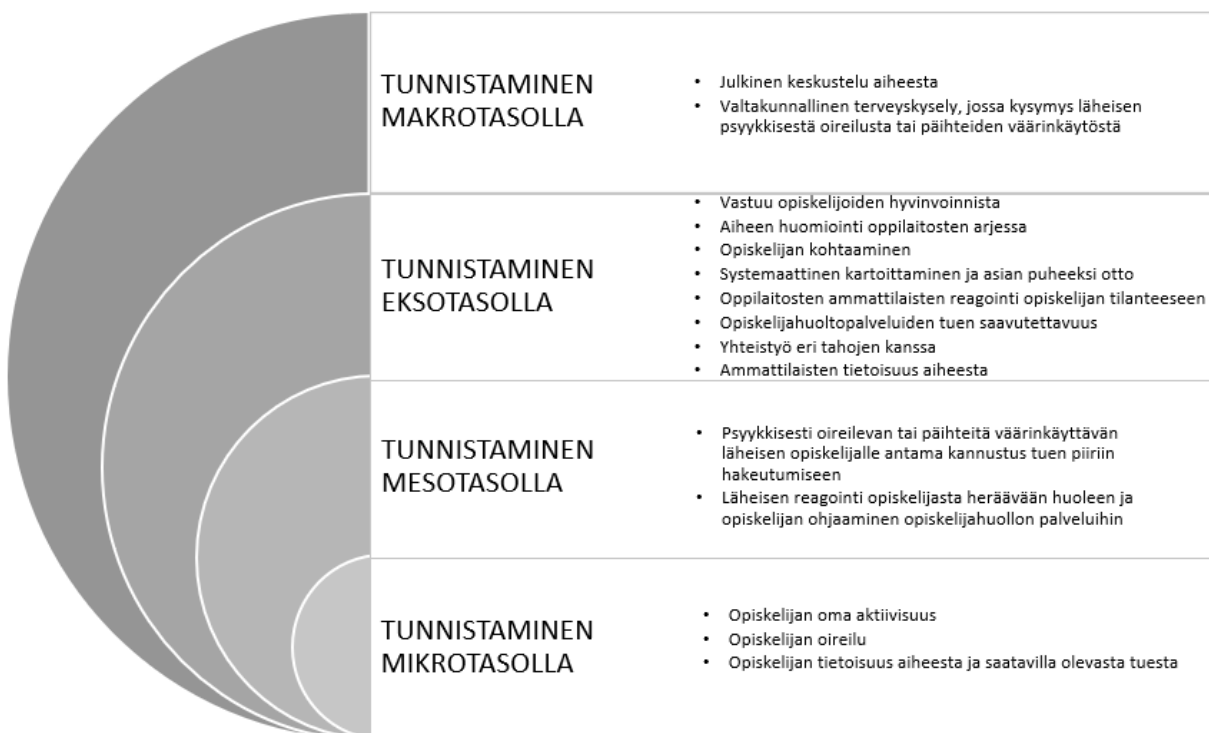 TUNNISTAMINEN
MAKROTASOLLA
• Julkinen keskustelu aiheesta
• Valtakunnallinen terveyskysely, jossa kysymys läheisen
psyykkisestä oireilusta tai päihteiden väärinkäytöstä
TUNNISTAMINEN
EKSOTASOLLA
• Vastuu opiskelijoiden hyvinvoinnista
• Aiheen huomiointi oppilaitosten arjessa
• Opiskelijan kohtaaminen
• Systemaattinen kartoittaminen ja asian puheeksi otto
• Oppilaitosten ammattilaisten reagointi opiskelijan tilanteeseen
• Opiskelijahuoltopalveluiden tuen saavutettavuus
• Yhteistyö eri tahojen kanssa
• Ammattilaisten tietoisuus aiheesta
TUNNISTAMINEN
MESOTASOLLA
• Psyykkisesti oireilevan tai päihteitä väärinkäyttävän
läheisen opiskelijalle antama kannustus tuen piiriin
hakeutumiseen
• Läheisen reagointi opiskelijasta heräävään huoleen ja
opiskelijan ohjaaminen opiskelijahuollon palveluihin
TUNNISTAMINEN
MIKROTASOLLA
• Opiskelijan oma aktiivisuus
• Opiskelijan oireilu
• Opiskelijan tietoisuus aiheesta ja saatavilla olevasta tuesta